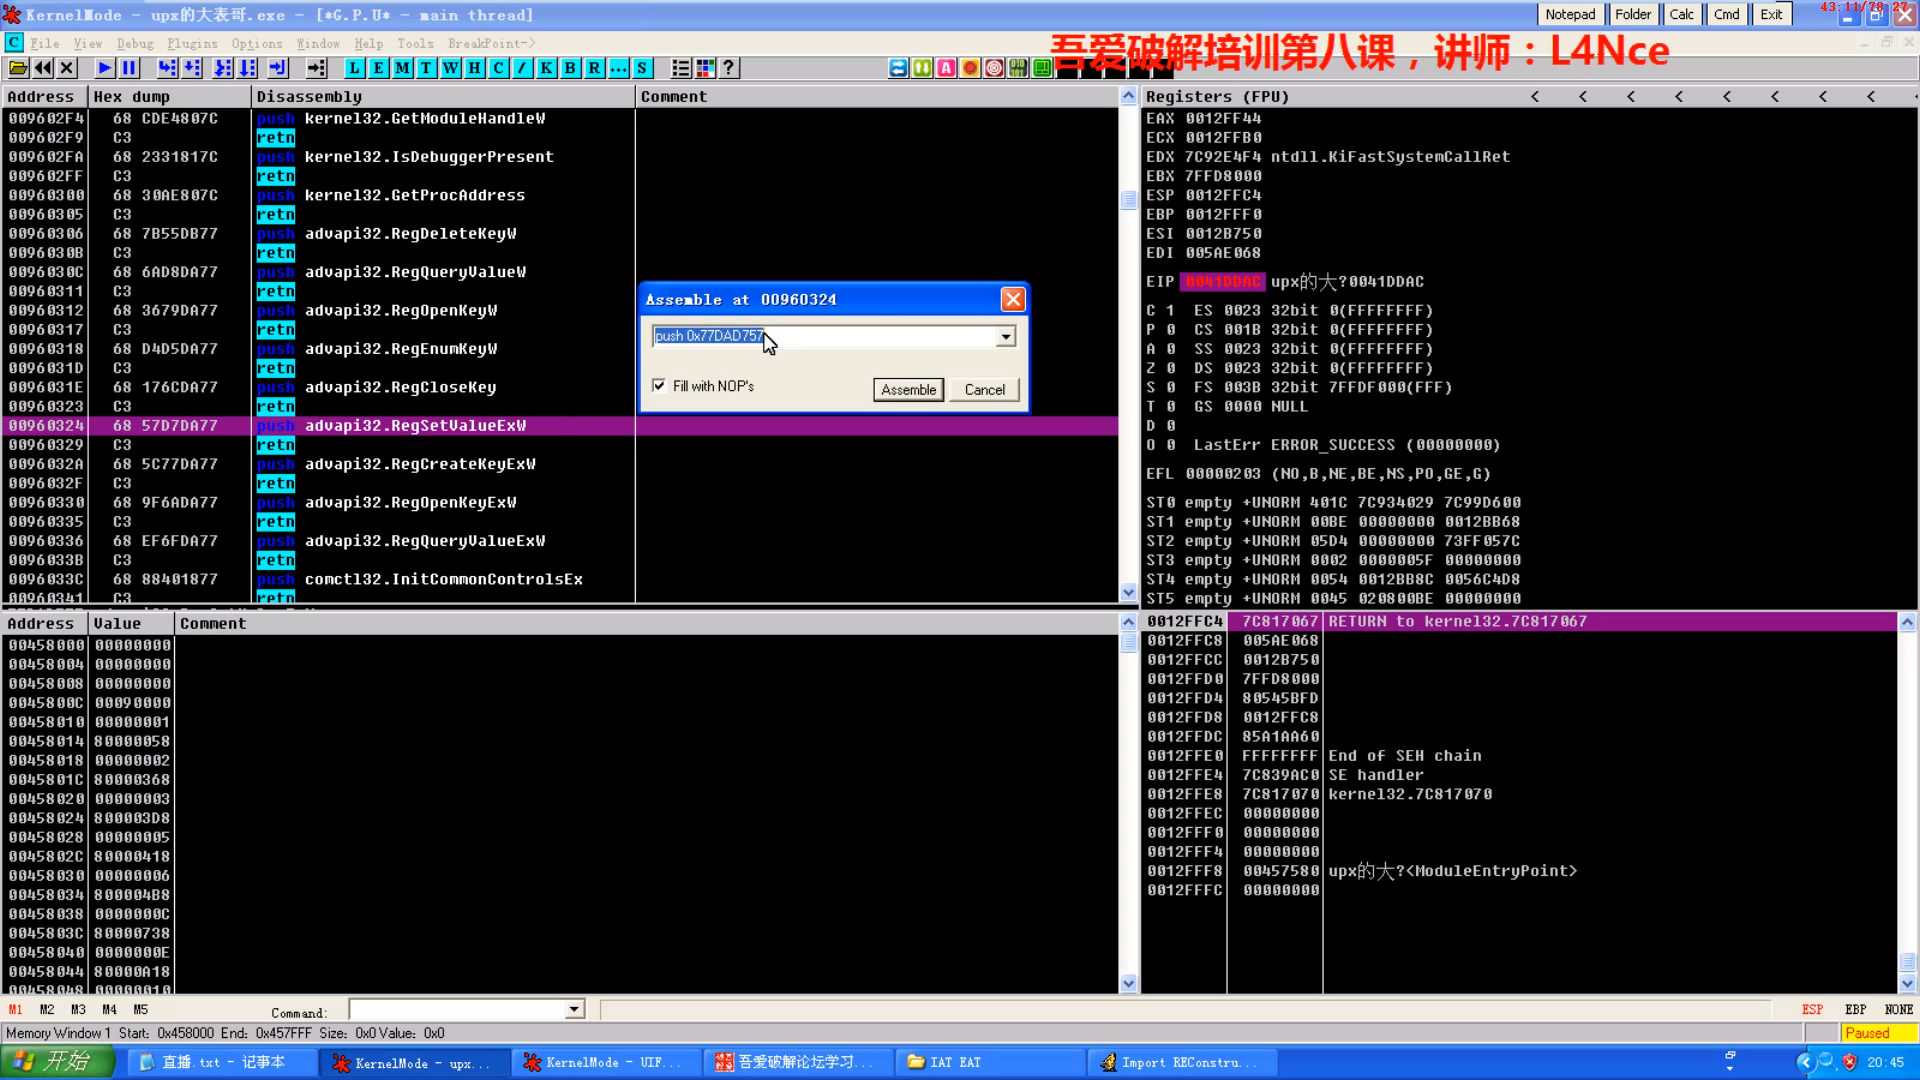 KernelMode - upx的大表哥.exe - [*G.P.U* - main thread]
Notepad Folder Calc Cmd Exit
43:11/78:27
File View Debug Plugins Options Window Help Tools BreakPoint->
吾爱破解培训第八课，讲师：L4Nce
L E M T W H C / K B R ... S ?
Address Hex dump Disassembly Comment
009602F4 68 CDE4807C push kernel32.GetModuleHandleW
009602F9 C3 retn
009602FA 68 2331817C push kernel32.IsDebuggerPresent
009602FF C3 retn
00960300 68 30AE807C push kernel32.GetProcAddress
00960305 C3 retn
00960306 68 7B55DB77 push advapi32.RegDeleteKeyW
0096030B C3 retn
0096030C 68 6AD8DA77 push advapi32.RegQueryValueW
00960311 C3 retn
00960312 68 3679DA77 push advapi32.RegOpenKeyW
00960317 C3 retn
00960318 68 D4D5DA77 push advapi32.RegEnumKeyW
0096031D C3 retn
0096031E 68 176CDA77 push advapi32.RegCloseKey
00960323 C3 retn
00960324 68 57D7DA77 push advapi32.RegSetValueExW
00960329 C3 retn
0096032A 68 5C77DA77 push advapi32.RegCreateKeyExW
0096032F C3 retn
00960330 68 9F6ADA77 push advapi32.RegOpenKeyExW
00960335 C3 retn
00960336 68 EF6FDA77 push advapi32.RegQueryValueExW
0096033B C3 retn
0096033C 68 88401877 push comctl32.InitCommonControlsEx
00960341 C3 retn
Assemble at 00960324
push 0x77DAD757
Fill with NOP's
Assemble Cancel
Registers (FPU) < < < < < < < <
EAX 0012FF44
ECX 0012FFB0
EDX 7C92E4F4 ntdll.KiFastSystemCallRet
EBX 7FFD8000
ESP 0012FFC4
EBP 0012FFF0
ESI 0012B750
EDI 005AE068
EIP 0041DDAC upx的大?0041DDAC
C 1 ES 0023 32bit 0(FFFFFFFF)
P 0 CS 001B 32bit 0(FFFFFFFF)
A 0 SS 0023 32bit 0(FFFFFFFF)
Z 0 DS 0023 32bit 0(FFFFFFFF)
S 0 FS 003B 32bit 7FFDF000(FFF)
T 0 GS 0000 NULL
D 0
O 0 LastErr ERROR_SUCCESS (00000000)
EFL 00000203 (NO,B,NE,BE,NS,PO,GE,G)
ST0 empty +UNORM 401C 7C934029 7C99D600
ST1 empty +UNORM 00BE 00000000 0012BB68
ST2 empty +UNORM 05D4 00000000 73FF057C
ST3 empty +UNORM 0002 0000005F 00000000
ST4 empty +UNORM 0054 0012BB8C 0056C4D8
ST5 empty +UNORM 0045 020800BE 00000000
Address Value Comment
00458000 00000000
00458004 00000000
00458008 00000000
0045800C 00090000
00458010 00000001
00458014 80000058
00458018 00000002
0045801C 80000368
00458020 00000003
00458024 800003D8
00458028 00000005
0045802C 80000418
00458030 00000006
00458034 800004B8
00458038 0000000C
0045803C 80000738
00458040 0000000E
00458044 80000A18
00458048 00000010
0012FFC4 7C817067 RETURN to kernel32.7C817067
0012FFC8 005AE068
0012FFCC 0012B750
0012FFD0 7FFD8000
0012FFD4 80545BFD
0012FFD8 0012FFC8
0012FFDC 85A1AA60
0012FFE0 FFFFFFFF End of SEH chain
0012FFE4 7C839AC0 SE handler
0012FFE8 7C817070 kernel32.7C817070
0012FFEC 00000000
0012FFF0 00000000
0012FFF4 00000000
0012FFF8 00457580 upx的大?<ModuleEntryPoint>
0012FFFC 00000000
M1 M2 M3 M4 M5 Command: ESP EBP NONE
Memory Window 1 Start: 0x458000 End: 0x457FFF Size: 0x0 Value: 0x0 Paused
开始 直播.txt - 记事本 KernelMode - upx... KernelMode - UIF... 吾爱破解论坛学习... IAT EAT Import REConstru... 20:45